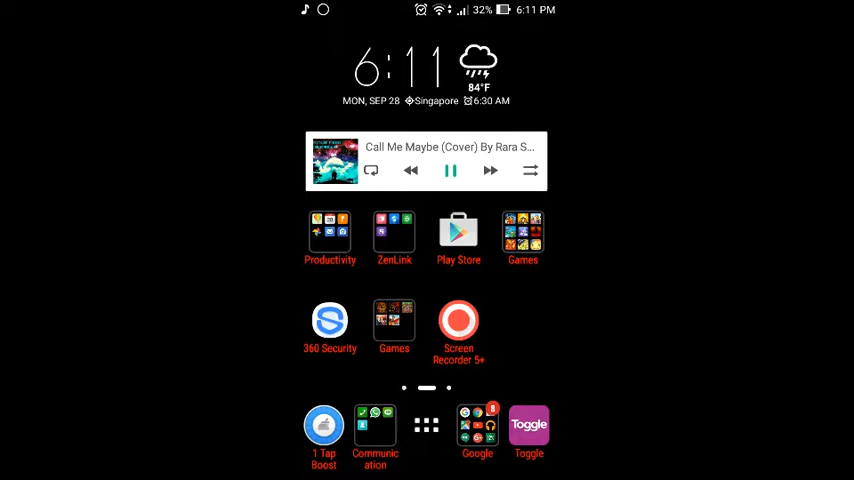 32% 6:11 PM
6:11
84°F
MON, SEP 28 Singapore 6:30 AM
Call Me Maybe (Cover) By Rara S...
Productivity ZenLink Play Store Games
360 Security Games Screen
Recorder 5+
8
Toggle
1 Tap Communic Google Toggle
Boost ation